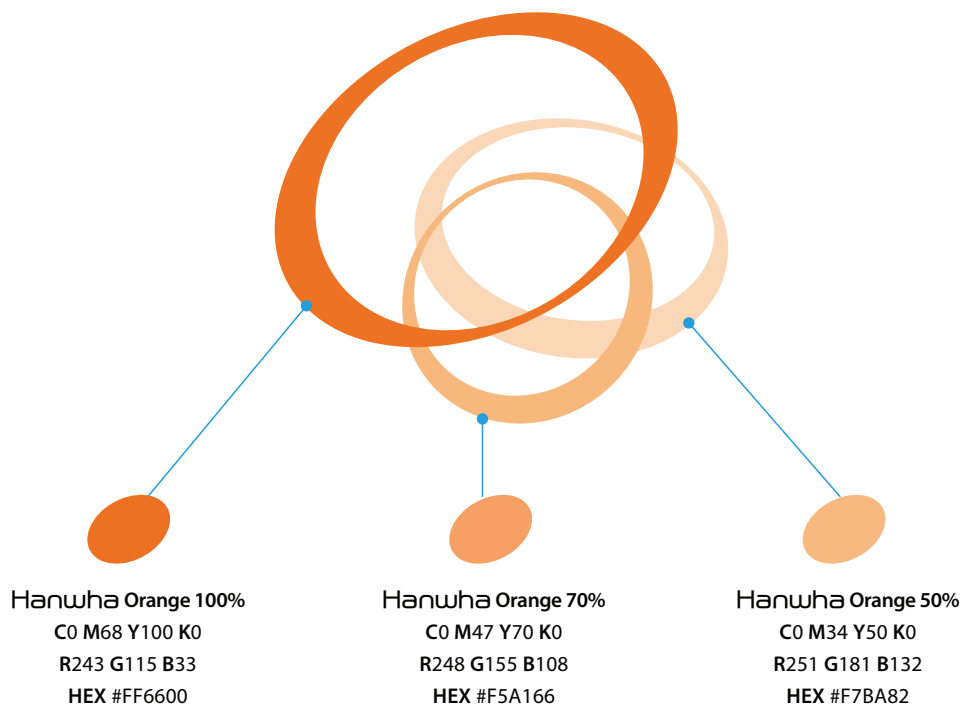 Hanwha Orange 100%
C0 M68 Y100 K0
R243 G115 B33
HEX #FF6600
Hanwha Orange 70%
C0 M47 Y70 K0
R248 G155 B108
HEX #F5A166
Hanwha Orange 50%
C0 M34 Y50 K0
R251 G181 B132
HEX #F7BA82